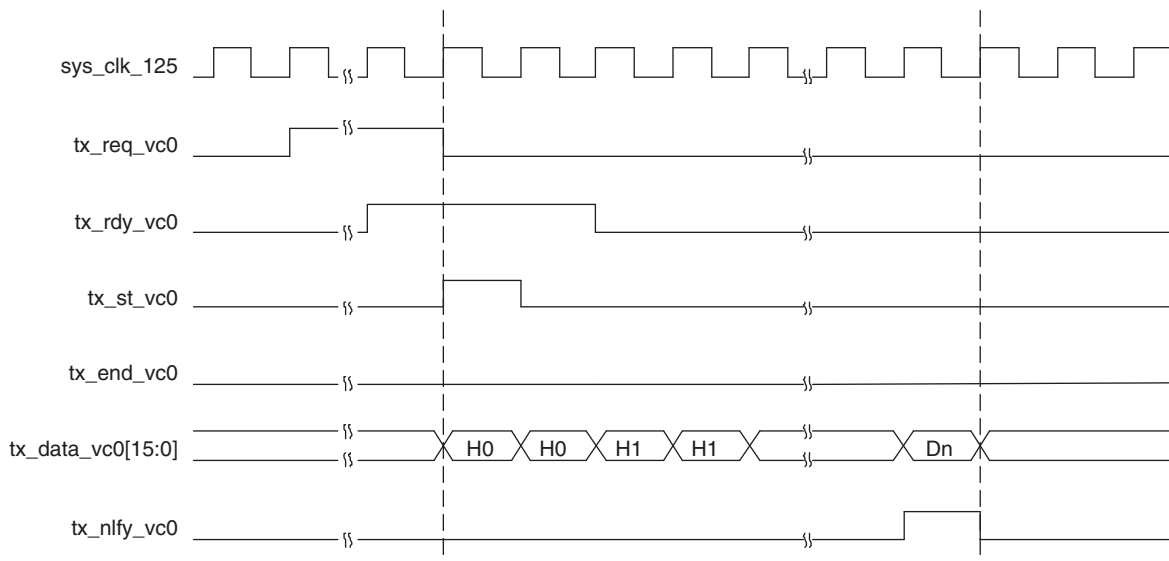 sys_clk_125
tx_req_vc0
tx_rdy_vc0
tx_st_vc0
tx_end_vc0
tx_data_vc0[15:0] H0 H0 H1 H1 Dn
tx_nlfy_vc0